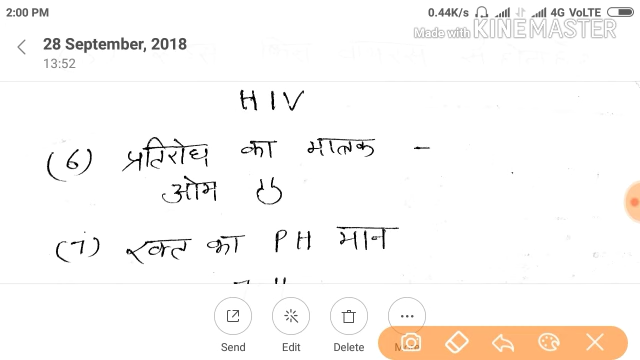 2:00 PM 0.44K/s 4G VoLTE
Made with KINEMASTER
28 September, 2018
13:52
HIV
(6) प्रतिरोध का मात्रक –
ओम है
(7) रक्त का PH मान
Send Edit Delete